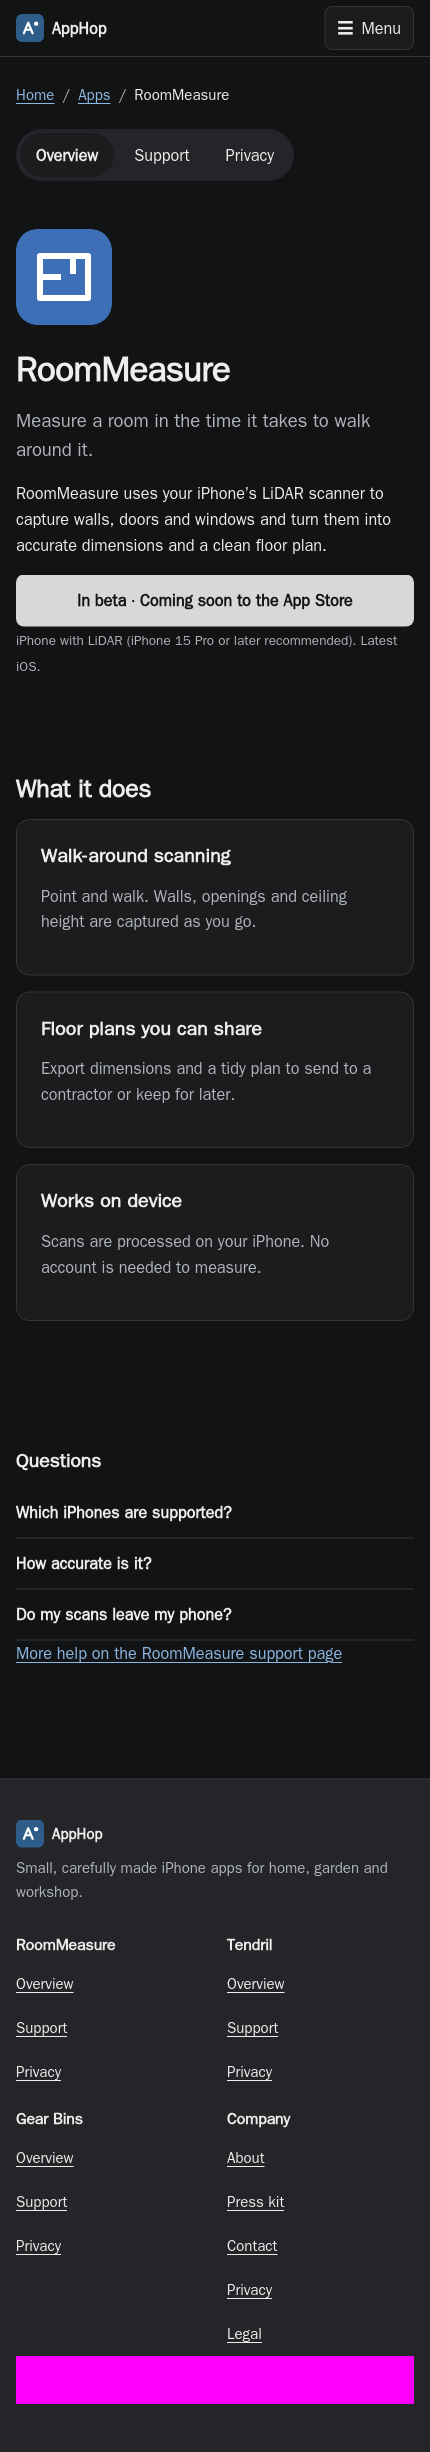 AppHop
☰ Menu
Home / Apps / RoomMeasure
Overview Support Privacy
RoomMeasure
Measure a room in the time it takes to walk
around it.
RoomMeasure uses your iPhone's LiDAR scanner to
capture walls, doors and windows and turn them into
accurate dimensions and a clean floor plan.
In beta · Coming soon to the App Store
iPhone with LiDAR (iPhone 15 Pro or later recommended). Latest
iOS.
What it does
Walk-around scanning
Point and walk. Walls, openings and ceiling
height are captured as you go.
Floor plans you can share
Export dimensions and a tidy plan to send to a
contractor or keep for later.
Works on device
Scans are processed on your iPhone. No
account is needed to measure.
Questions
Which iPhones are supported?
How accurate is it?
Do my scans leave my phone?
More help on the RoomMeasure support page
AppHop
Small, carefully made iPhone apps for home, garden and
workshop.
RoomMeasure
Overview
Support
Privacy
Tendril
Overview
Support
Privacy
Gear Bins
Overview
Support
Privacy
Company
About
Press kit
Contact
Privacy
Legal